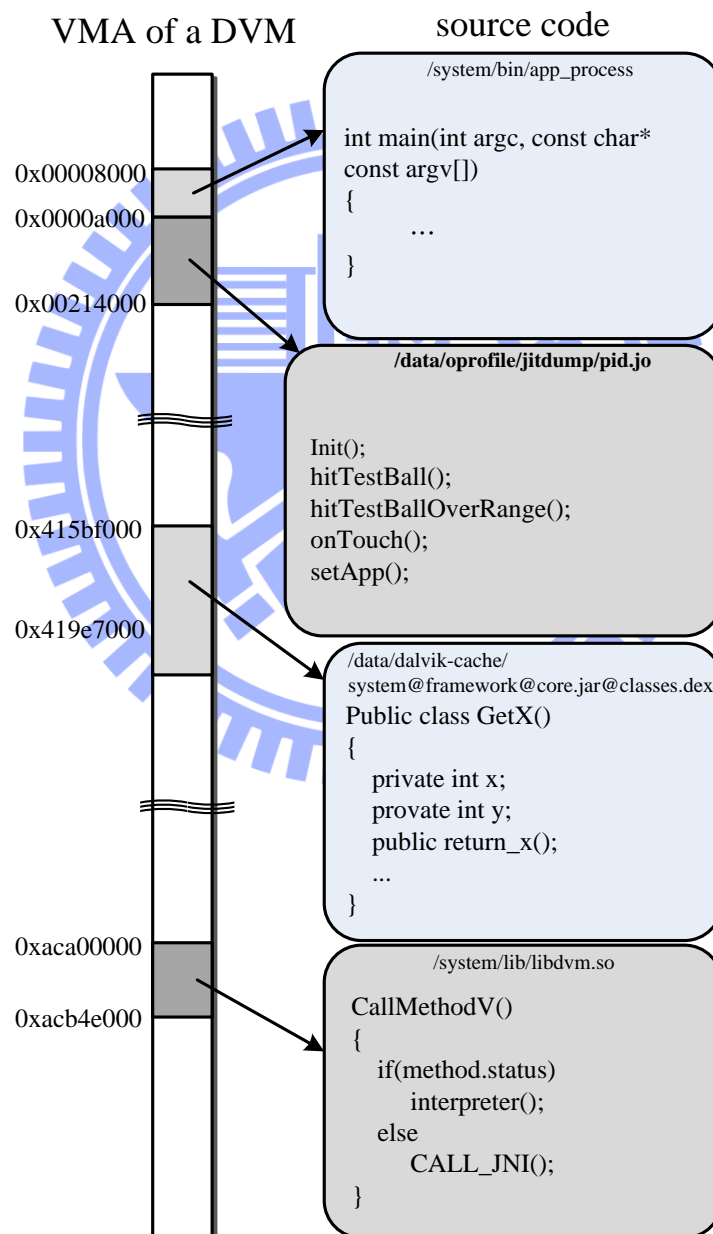 VMA of a DVM
source code
0x00008000
0x0000a000
0x00214000
0x415bf000
0x419e7000
0xaca00000
0xacb4e000
/system/bin/app_process
int main(int argc, const char*
const argv[])
{
...
}
/data/oprofile/jitdump/pid.jo
Init();
hitTestBall();
hitTestBallOverRange();
onTouch();
setApp();
/data/dalvik-cache/
system@framework@core.jar@classes.dex
Public class GetX()
{
private int x;
provate int y;
public return_x();
...
}
/system/lib/libdvm.so
CallMethodV()
{
if(method.status)
interpreter();
else
CALL_JNI();
}